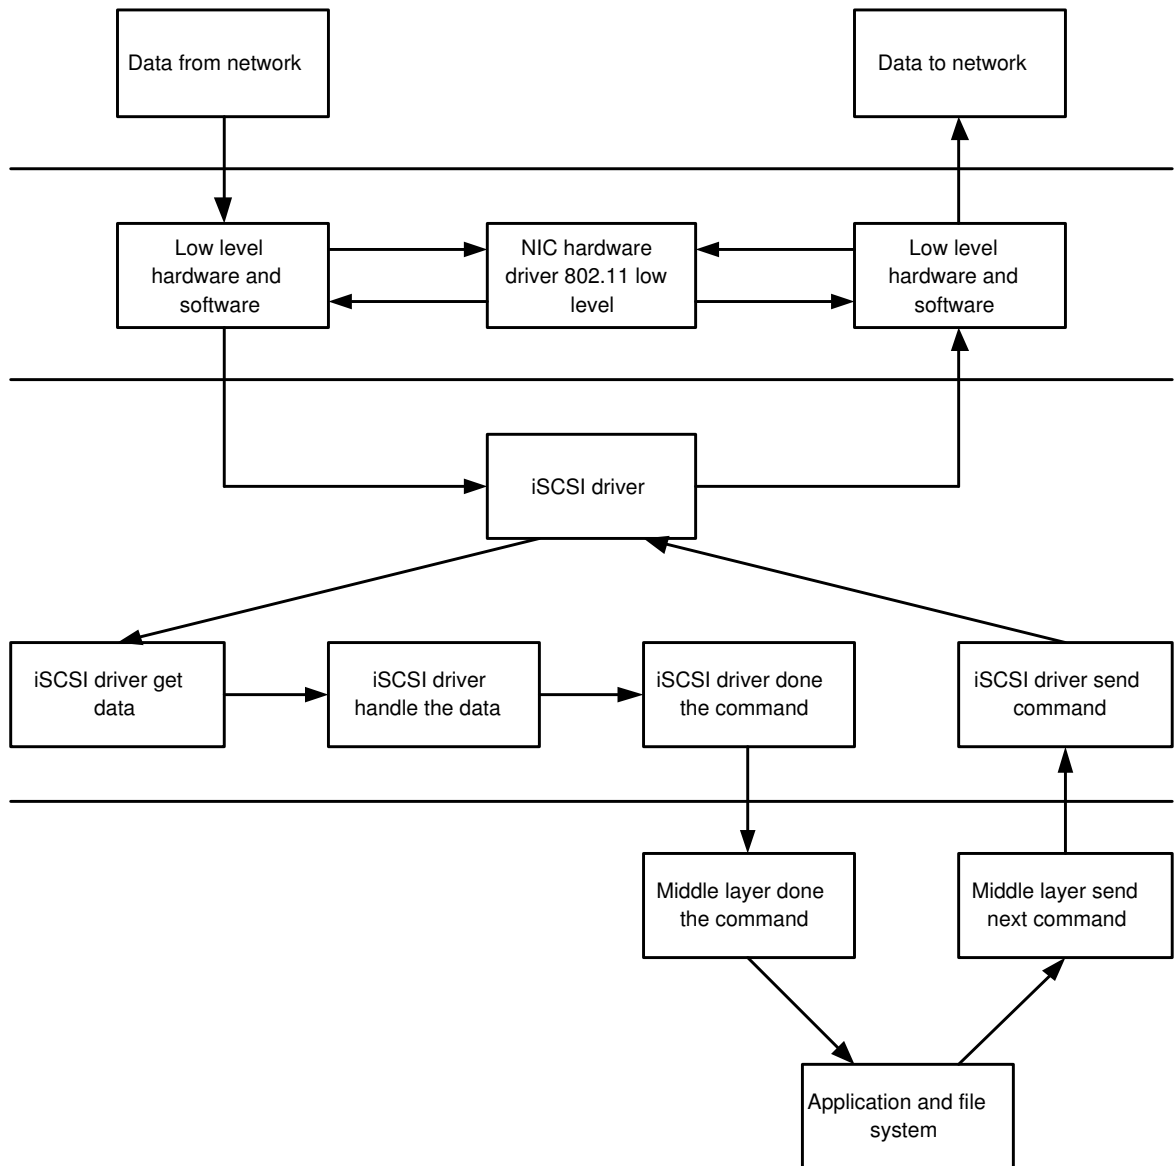 Data from network
Data to network
Low level
hardware and
software
NIC hardware
driver 802.11 low
level
Low level
hardware and
software
iSCSI driver
iSCSI driver get
data
iSCSI driver
handle the data
iSCSI driver done
the command
iSCSI driver send
command
Middle layer done
the command
Middle layer send
next command
Application and file
system